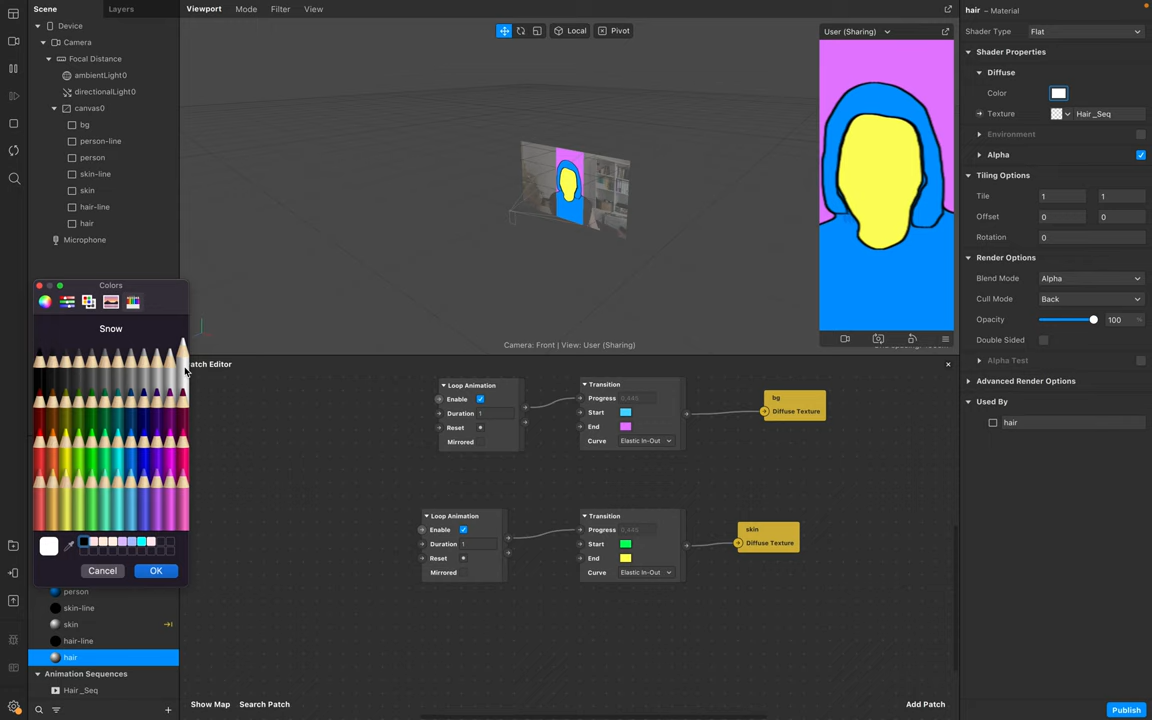 Scene
Layers
Viewport
Mode
Filter
View
hair – Material
Device
Camera
Focal Distance
ambientLight0
directionalLight0
canvas0
bg
person-line
person
skin-line
skin
hair-line
hair
Microphone
Local
Pivot
User (Sharing)
Camera: Front | View: User (Sharing)
Shader Type
Flat
Shader Properties
Diffuse
Color
Texture
Hair_Seq
Environment
Alpha
Tiling Options
Tile
1
1
Offset
0
0
Rotation
0
Render Options
Blend Mode
Alpha
Cull Mode
Back
Opacity
100
%
Double Sided
Alpha Test
Advanced Render Options
Used By
hair
Colors
Snow
Cancel
OK
person
skin-line
skin
hair-line
hair
Animation Sequences
Hair_Seq
atch Editor
Loop Animation
Enable
Duration
1
Reset
Mirrored
Transition
Progress
0.445
Start
End
Curve
Elastic In-Out
bg
Diffuse Texture
Loop Animation
Enable
Duration
1
Reset
Mirrored
Transition
Progress
0.445
Start
End
Curve
Elastic In-Out
skin
Diffuse Texture
Show Map
Search Patch
Add Patch
Publish